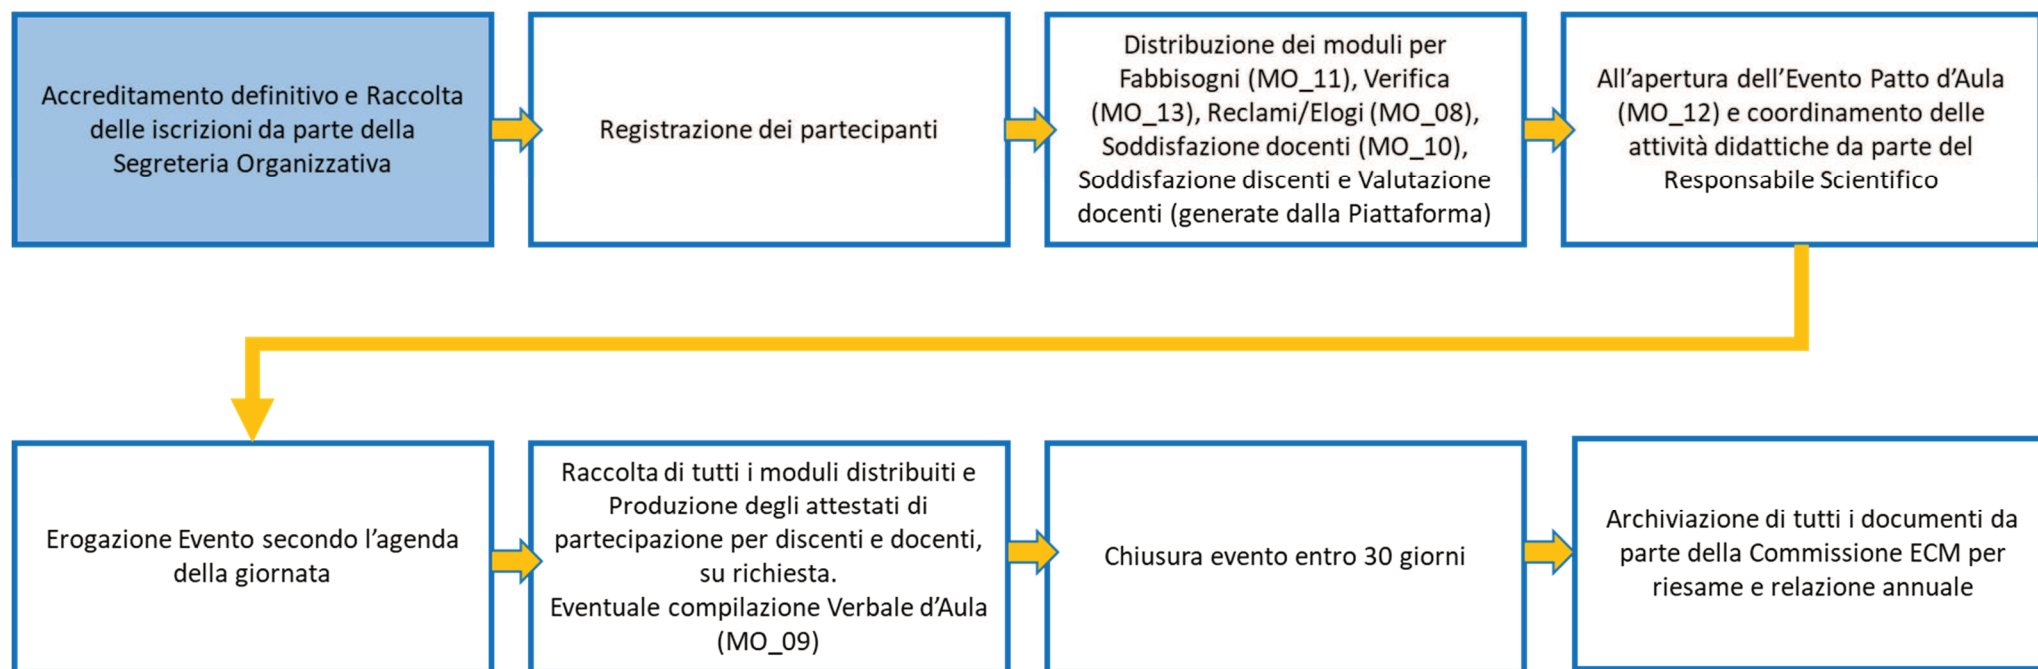 Accreditamento definitivo e Raccolta
delle iscrizioni da parte della
Segreteria Organizzativa
Registrazione dei partecipanti
Distribuzione dei moduli per
Fabbisogni (MO_11), Verifica
(MO_13), Reclami/Elogi (MO_08),
Soddisfazione docenti (MO_10),
Soddisfazione discenti e Valutazione
docenti (generate dalla Piattaforma)
All’apertura dell’Evento Patto d’Aula
(MO_12) e coordinamento delle
attività didattiche da parte del
Responsabile Scientifico
Erogazione Evento secondo l’agenda
della giornata
Raccolta di tutti i moduli distribuiti e
Produzione degli attestati di
partecipazione per discenti e docenti,
su richiesta.
Eventuale compilazione Verbale d’Aula
(MO_09)
Chiusura evento entro 30 giorni
Archiviazione di tutti i documenti da
parte della Commissione ECM per
riesame e relazione annuale